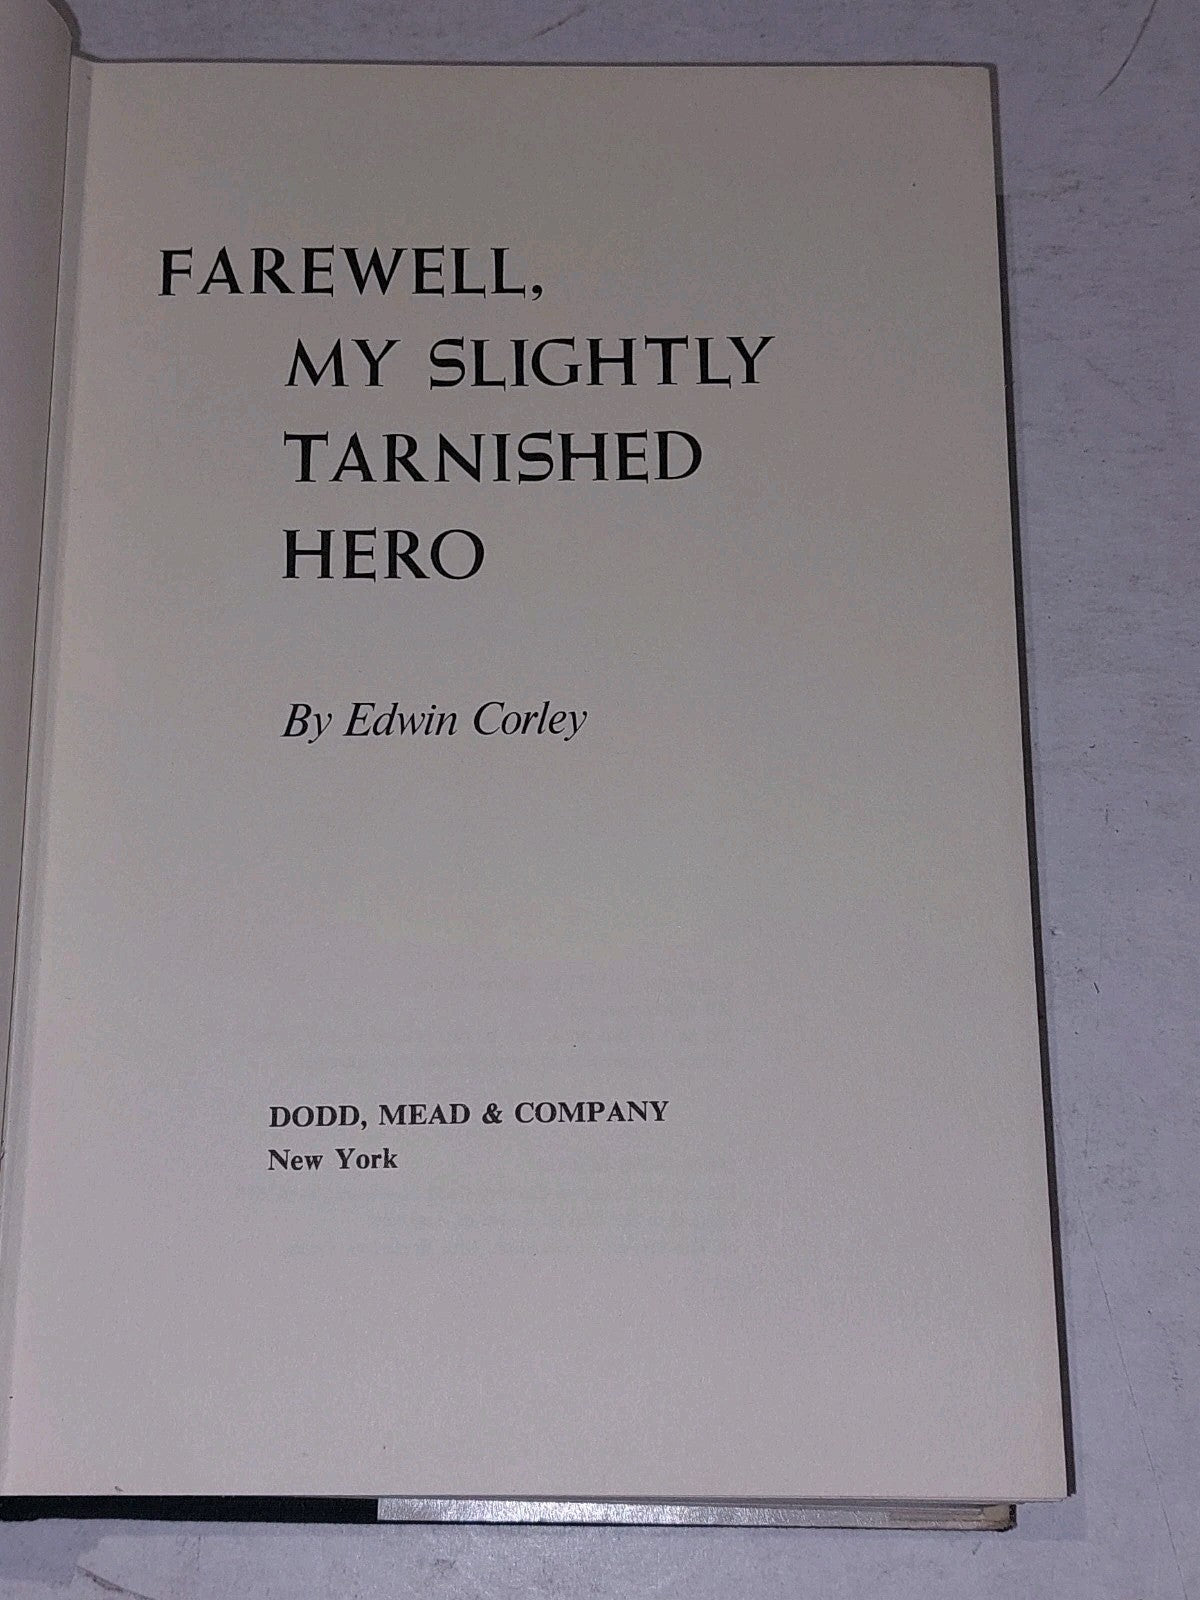 FAREWELL,
MY SLIGHTLY
TARNISHED
HERO
By Edwin Corley
DODD, MEAD & COMPANY
New York